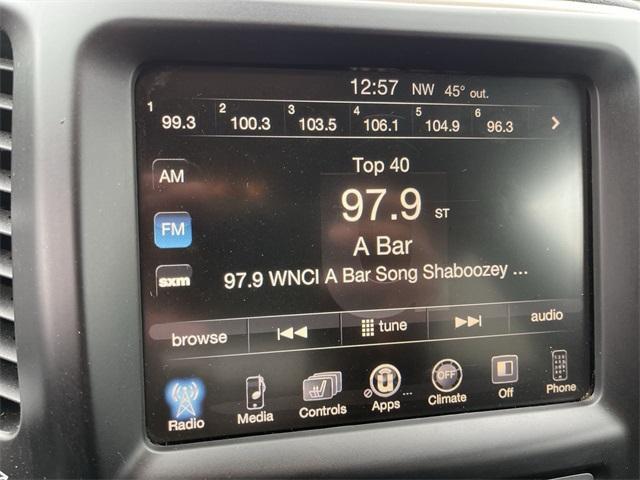 12:57 NW 45° out.
1 99.3 2 100.3 3 103.5 4 106.1 5 104.9 6 96.3 >
AM
Top 40
97.9 ST
FM
A Bar
sxm
97.9 WNCI A Bar Song Shaboozey ...
browse tune audio
Radio Media Controls Apps ... OFF Climate Off Phone